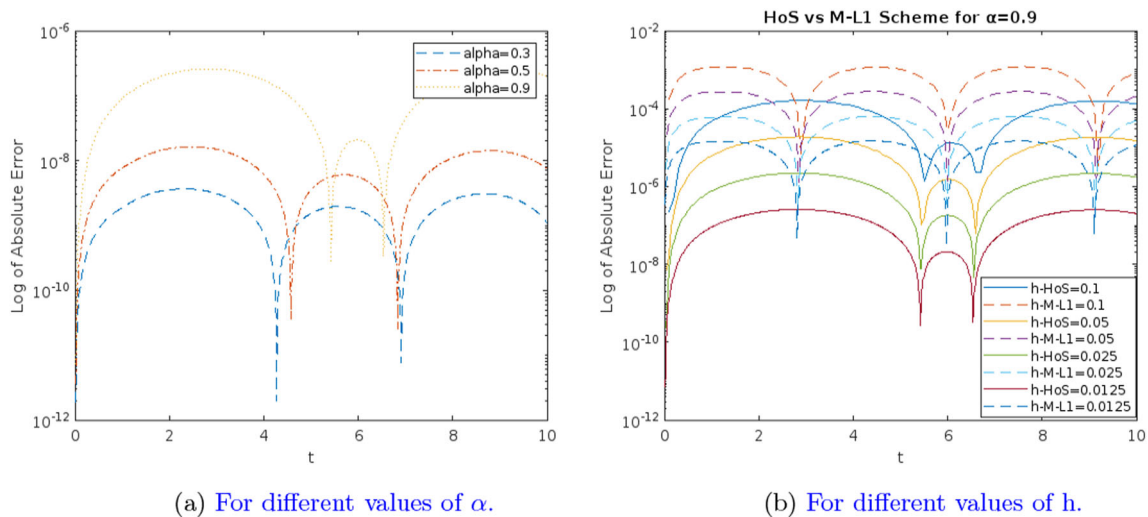 10^-6
10^-7
10^-8
10^-10
10^-12
Log of Absolute Error
0
2
4
6
8
10
t
alpha=0.3
alpha=0.5
alpha=0.9
(a) For different values of α.
HoS vs M-L1 Scheme for α=0.9
10^-2
10^-4
10^-6
10^-8
10^-10
10^-12
Log of Absolute Error
0
2
4
6
8
10
t
h-HoS=0.1
h-M-L1=0.1
h-HoS=0.05
h-M-L1=0.05
h-HoS=0.025
h-M-L1=0.025
h-HoS=0.0125
h-M-L1=0.0125
(b) For different values of h.